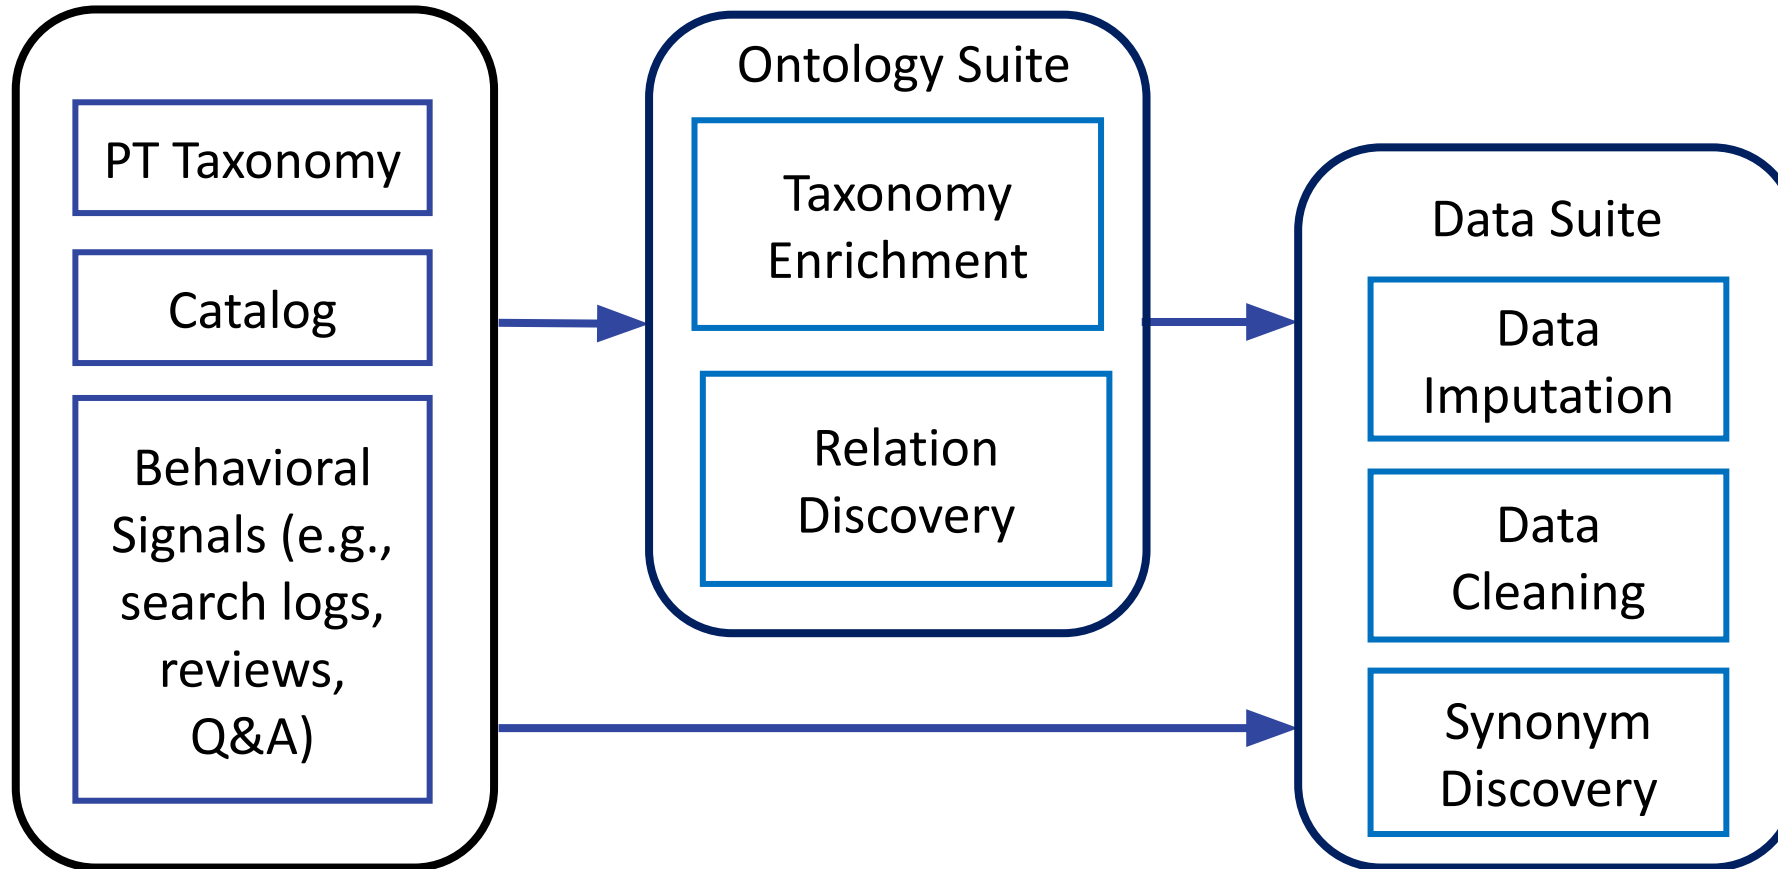 PT Taxonomy
Catalog
Behavioral
Signals (e.g.,
search logs,
reviews,
Q&A)
Ontology Suite
Taxonomy
Enrichment
Relation
Discovery
Data Suite
Data
Imputation
Data
Cleaning
Synonym
Discovery